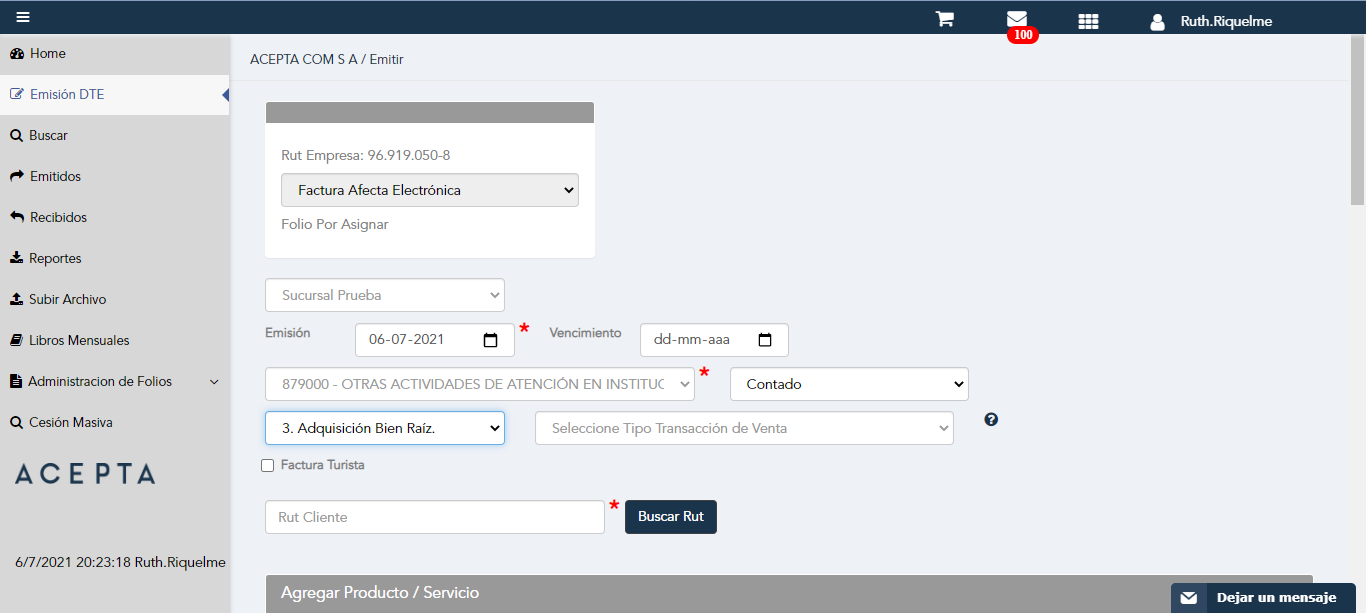 100
Ruth.Riquelme
Home
Emisión DTE
Buscar
Emitidos
Recibidos
Reportes
Subir Archivo
Libros Mensuales
Administracion de Folios
Cesión Masiva
ACEPTA
6/7/2021 20:23:18 Ruth.Riquelme
ACEPTA COM S A / Emitir
Rut Empresa: 96.919.050-8
Factura Afecta Electrónica
Folio Por Asignar
Sucursal Prueba
Emisión 06-07-2021 * Vencimiento dd-mm-aaa
879000 - OTRAS ACTIVIDADES DE ATENCIÓN EN INSTITUC * Contado
3. Adquisición Bien Raíz. Seleccione Tipo Transacción de Venta ?
Factura Turista
Rut Cliente * Buscar Rut
Agregar Producto / Servicio
Dejar un mensaje